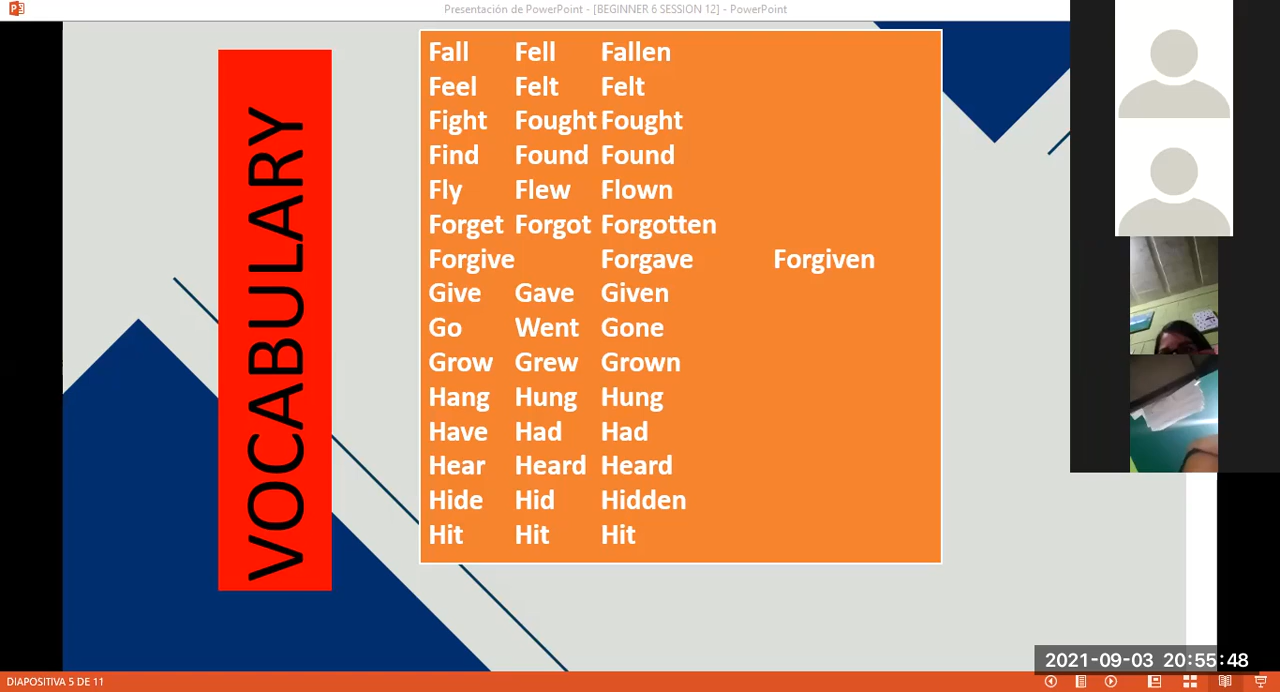 Presentación de PowerPoint - [BEGINNER 6 SESSION 12] - PowerPoint
VOCABULARY
Fall Fell Fallen
Feel Felt Felt
Fight Fought Fought
Find Found Found
Fly Flew Flown
Forget Forgot Forgotten
Forgive Forgave Forgiven
Give Gave Given
Go Went Gone
Grow Grew Grown
Hang Hung Hung
Have Had Had
Hear Heard Heard
Hide Hid Hidden
Hit Hit Hit
2021-09-03 20:55:48
DIAPOSITIVA 5 DE 11